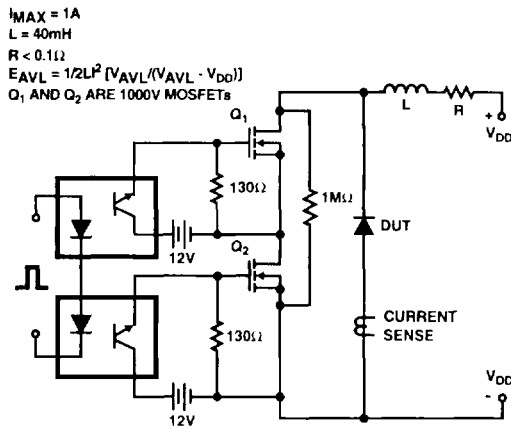 IMAX = 1A
L = 40mH
R < 0.1Ω
EAVL = 1/2LI² [VAVL/(VAVL - VDD)]
Q1 AND Q2 ARE 1000V MOSFETs
Q1
L
R
+
VDD
130Ω
1MΩ
DUT
12V
Q2
CURRENT
SENSE
130Ω
VDD
-
12V